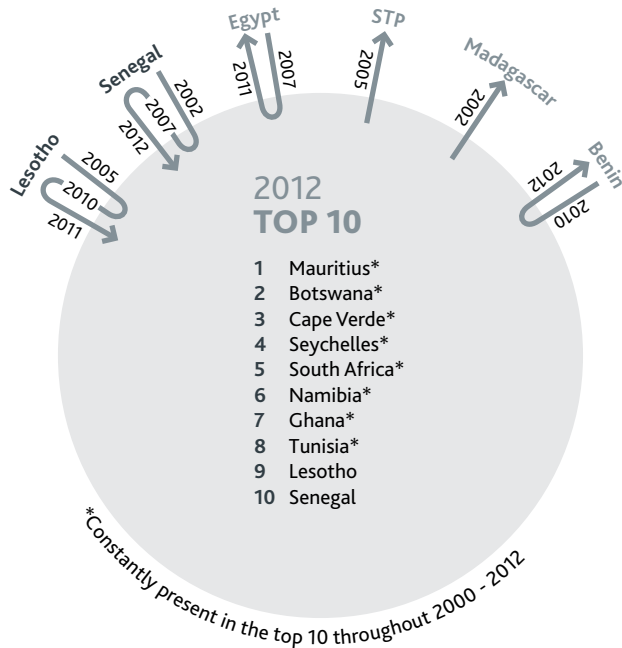 Lesotho
2005
2010
2011
Senegal
2002
2007
2012
Egypt
2011
2007
STP
2005
Madagascar
2002
Benin
2012
2010
2012
TOP 10
1 Mauritius*
2 Botswana*
3 Cape Verde*
4 Seychelles*
5 South Africa*
6 Namibia*
7 Ghana*
8 Tunisia*
9 Lesotho
10 Senegal
*Constantly present in the top 10 throughout 2000 - 2012